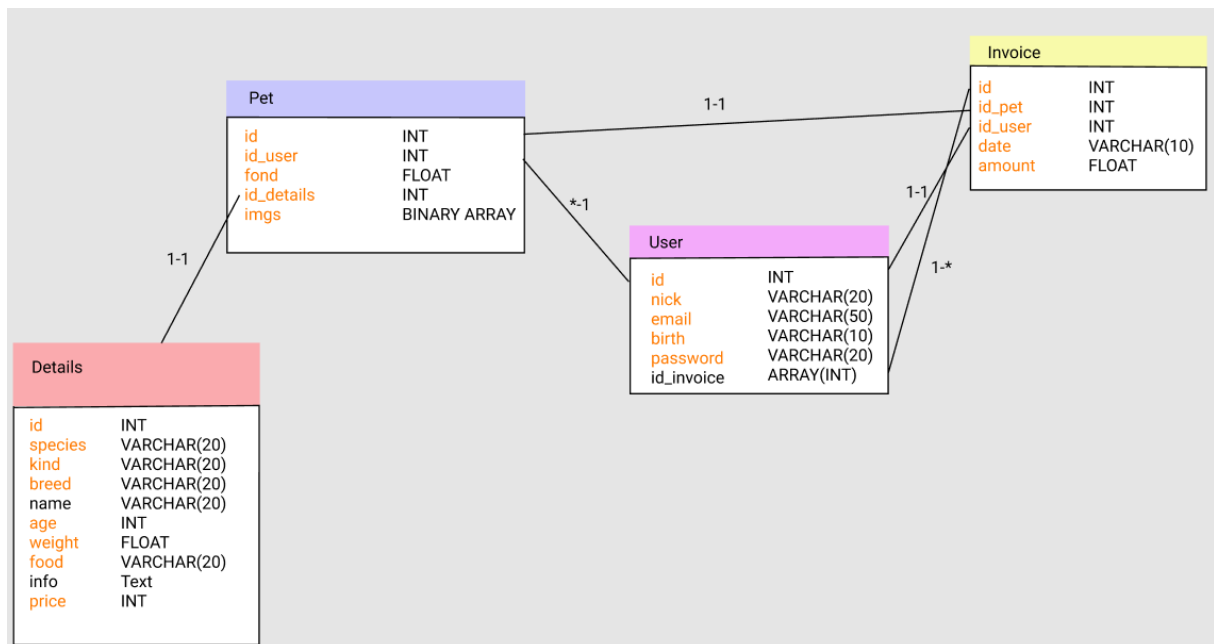 Invoice
id INT
id_pet INT
id_user INT
date VARCHAR(10)
amount FLOAT
Pet
id INT
id_user INT
fond FLOAT
id_details INT
imgs BINARY ARRAY
1-1
*-1
1-1
1-*
1-1
User
id INT
nick VARCHAR(20)
email VARCHAR(50)
birth VARCHAR(10)
password VARCHAR(20)
id_invoice ARRAY(INT)
Details
id INT
species VARCHAR(20)
kind VARCHAR(20)
breed VARCHAR(20)
name VARCHAR(20)
age INT
weight FLOAT
food VARCHAR(20)
info Text
price INT